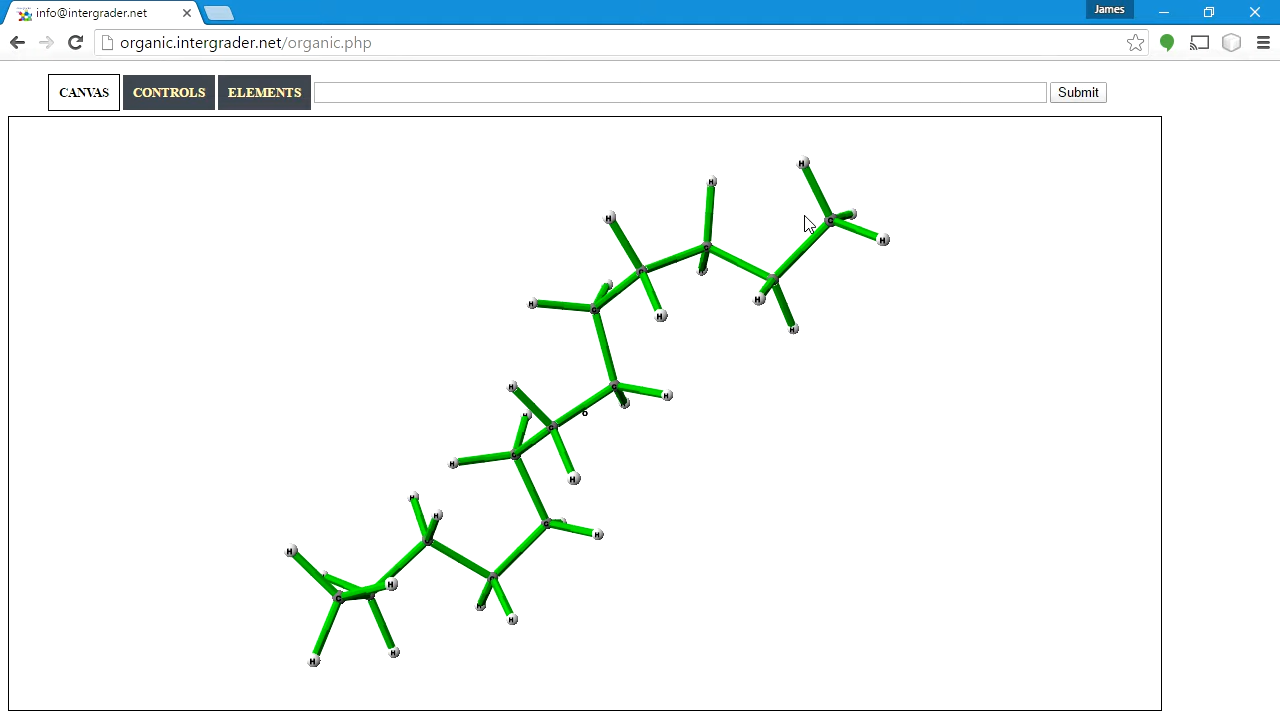 info@intergrader.net
James
organic.intergrader.net/organic.php
CANVAS CONTROLS ELEMENTS Submit
H
H
H
H
C
H
H
C
C
H
C
H
H
H
C
H
H
H
C
H
H
C
H
H
D
H
C
H
C
H
H
H
H
C
H
H
C
H
C
H
H
H
C
H
H
H